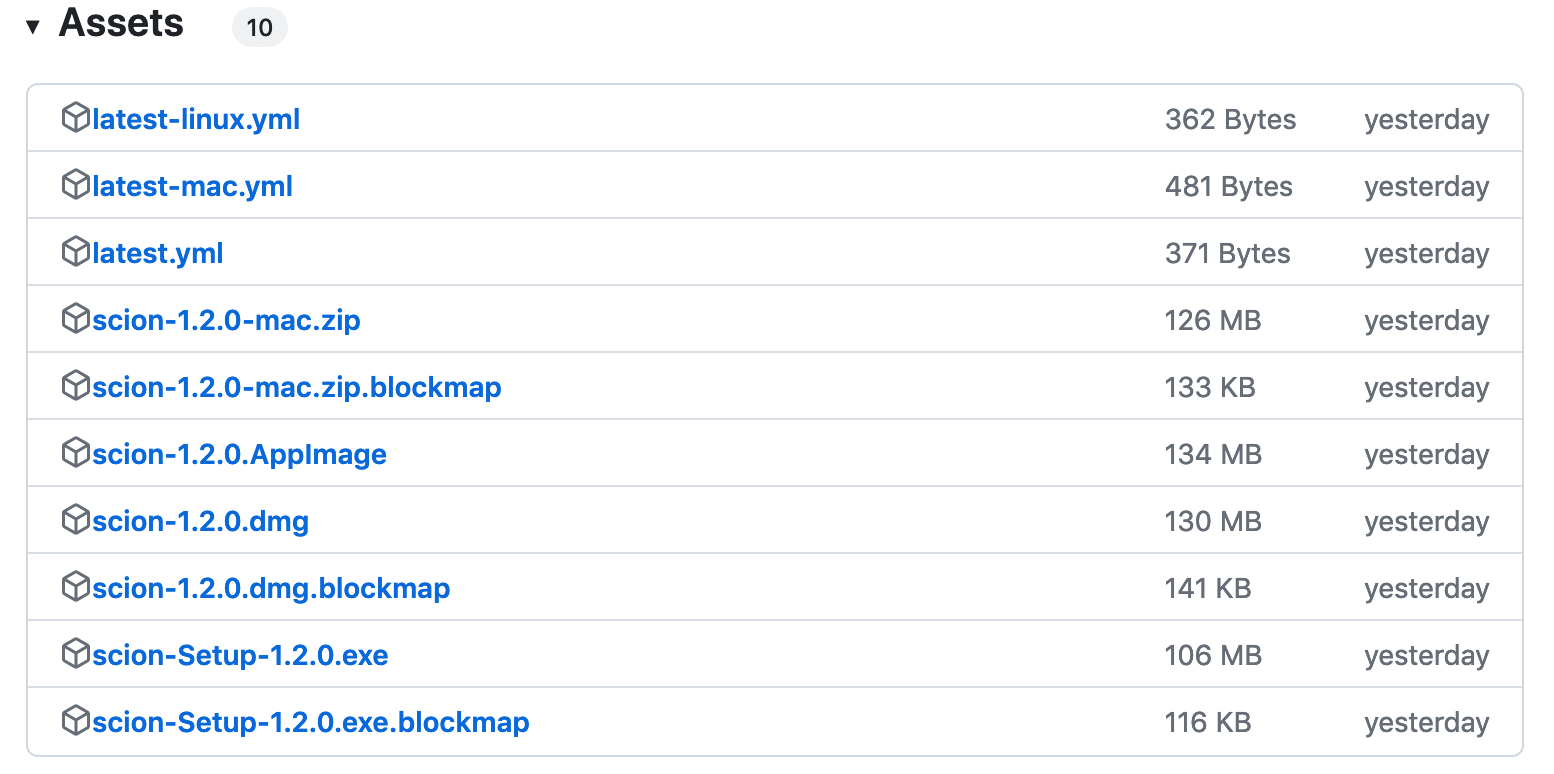 ▾ Assets 10
latest-linux.yml 362 Bytes yesterday
latest-mac.yml 481 Bytes yesterday
latest.yml 371 Bytes yesterday
scion-1.2.0-mac.zip 126 MB yesterday
scion-1.2.0-mac.zip.blockmap 133 KB yesterday
scion-1.2.0.AppImage 134 MB yesterday
scion-1.2.0.dmg 130 MB yesterday
scion-1.2.0.dmg.blockmap 141 KB yesterday
scion-Setup-1.2.0.exe 106 MB yesterday
scion-Setup-1.2.0.exe.blockmap 116 KB yesterday